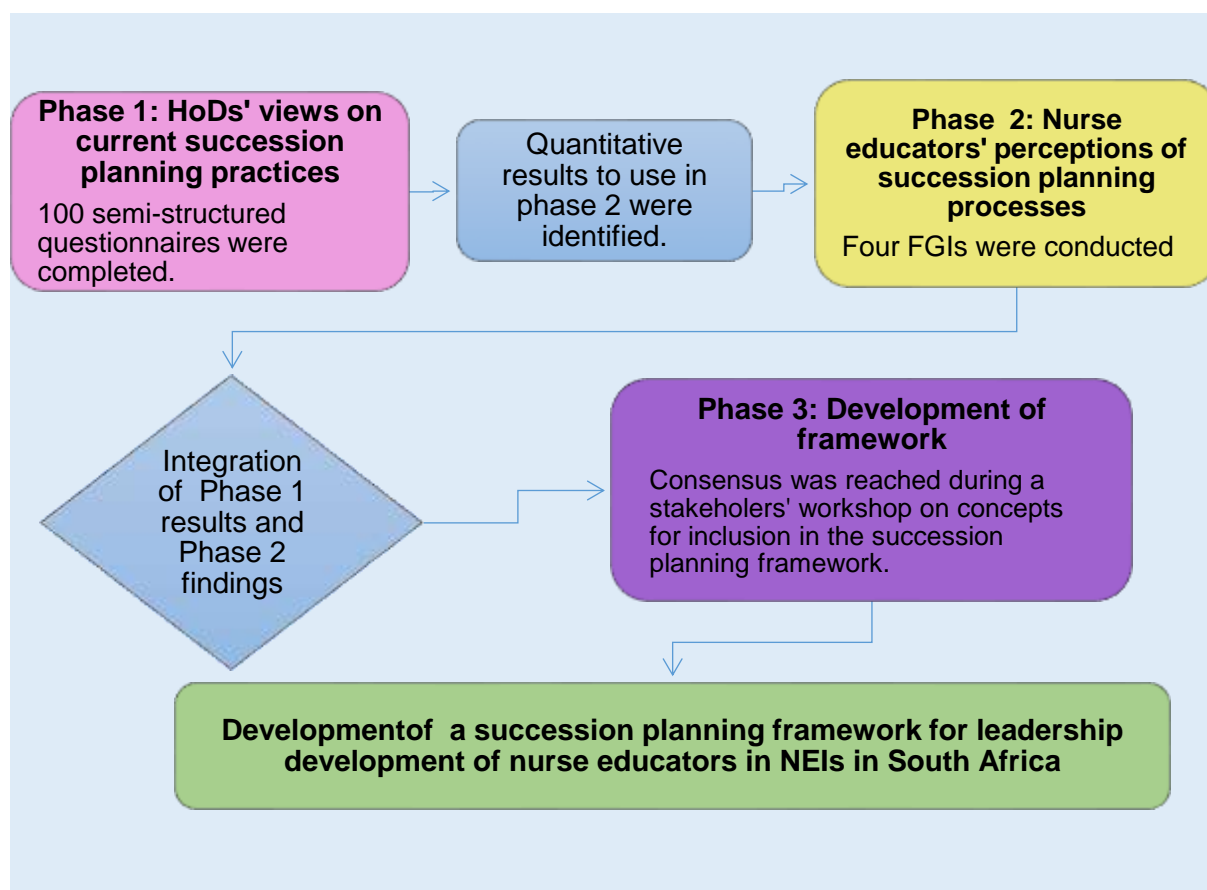 Phase 1: HoDs' views on
current succession
planning practices
100 semi-structured
questionnaires were
completed.
Quantitative
results to use in
phase 2 were
identified.
Phase 2: Nurse
educators' perceptions of
succession planning
processes
Four FGIs were conducted
Integration
of Phase 1
results and
Phase 2
findings
Phase 3: Development of
framework
Consensus was reached during a
stakeholers' workshop on concepts
for inclusion in the succession
planning framework.
Developmentof a succession planning framework for leadership
development of nurse educators in NEIs in South Africa